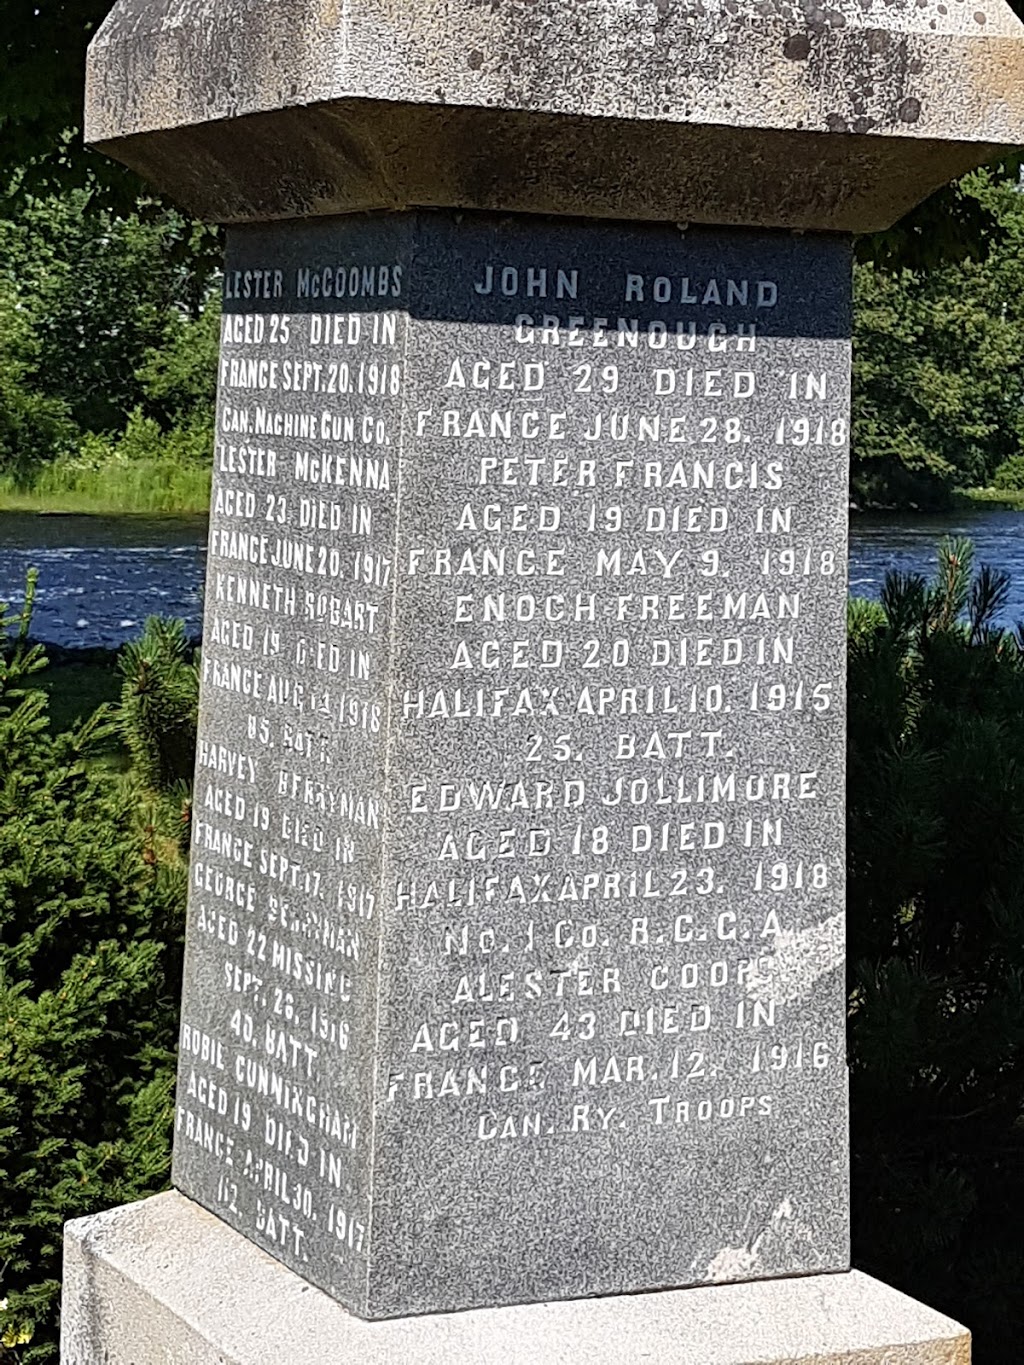 LESTER McCOOMBS
AGED 25 DIED IN
FRANCE SEPT. 20. 1918
CAN. MACHINE GUN CO.
LESTER McKENNA
AGED 23 DIED IN
FRANCE JUNE 20. 1917
KENNETH HOGART
AGED 19 DIED IN
FRANCE AUG 1918
85. BATT.
HARVEY BERRYMAN
AGED 19 DIED IN
FRANCE SEPT. 17. 1917
GEORGE BERRYMAN
AGED 22 MISSING
SEPT. 26. 1916
40. BATT.
ROBIE CUNNINGHAM
AGED 19 DIED IN
FRANCE APRIL 30. 1917
112. BATT.
JOHN ROLAND
GREENOUGH
AGED 29 DIED IN
FRANCE JUNE 28. 1918
PETER FRANCIS
AGED 19 DIED IN
FRANCE MAY 9. 1918
ENOCH FREEMAN
AGED 20 DIED IN
HALIFAX APRIL 10. 1915
25. BATT.
EDWARD JOLLIMORE
AGED 18 DIED IN
HALIFAX APRIL 23. 1918
No. 1 Co. R.C.G.A
ALESTER COOPS
AGED 43 DIED IN
FRANCE MAR. 12. 1916
CAN. RY. TROOPS